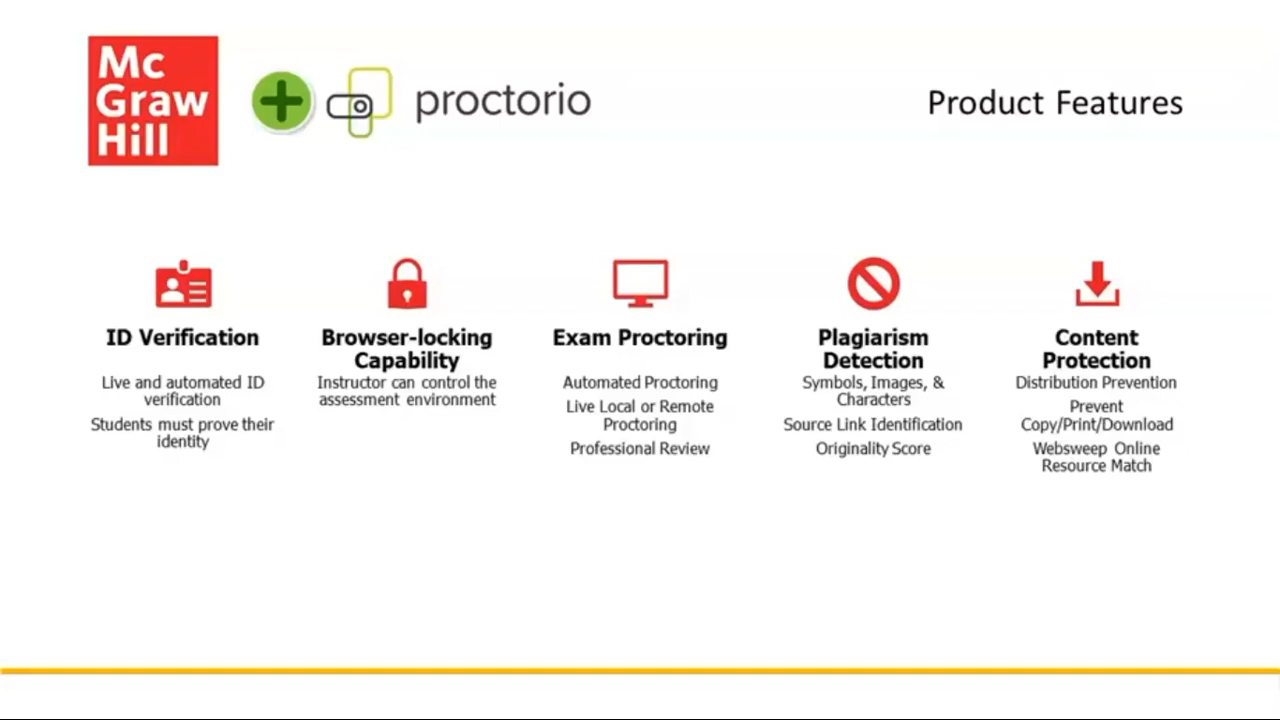 Mc
Graw
Hill
proctorio
Product Features
ID Verification
Live and automated ID
verification
Students must prove their
identity
Browser-locking
Capability
Instructor can control the
assessment environment
Exam Proctoring
Automated Proctoring
Live Local or Remote
Proctoring
Professional Review
Plagiarism
Detection
Symbols, Images, &
Characters
Source Link Identification
Originality Score
Content
Protection
Distribution Prevention
Prevent
Copy/Print/Download
Websweep Online
Resource Match